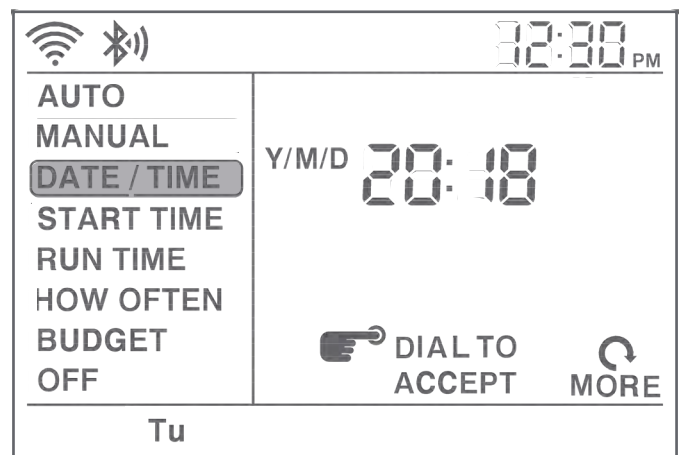 12:30 PM
AUTO
MANUAL
DATE / TIME
START TIME
RUN TIME
HOW OFTEN
BUDGET
OFF
Y/M/D 20:18
DIAL TO
ACCEPT
MORE
Tu